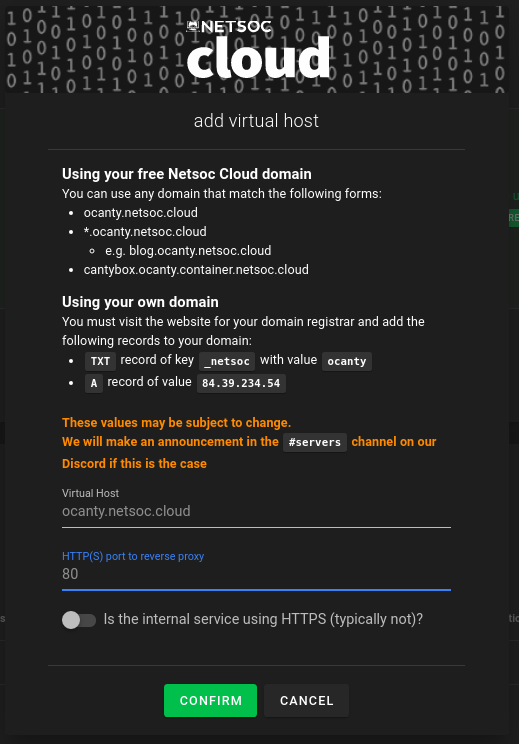 NETSOC
cloud
add virtual host
Using your free Netsoc Cloud domain
You can use any domain that match the following forms:
ocanty.netsoc.cloud
*.ocanty.netsoc.cloud
e.g. blog.ocanty.netsoc.cloud
cantybox.ocanty.container.netsoc.cloud
Using your own domain
You must visit the website for your domain registrar and add the
following records to your domain:
TXT record of key _netsoc with value ocanty
A record of value 84.39.234.54
These values may be subject to change.
We will make an announcement in the #servers channel on our
Discord if this is the case
Virtual Host
ocanty.netsoc.cloud
HTTP(S) port to reverse proxy
80
Is the internal service using HTTPS (typically not)?
CONFIRM CANCEL